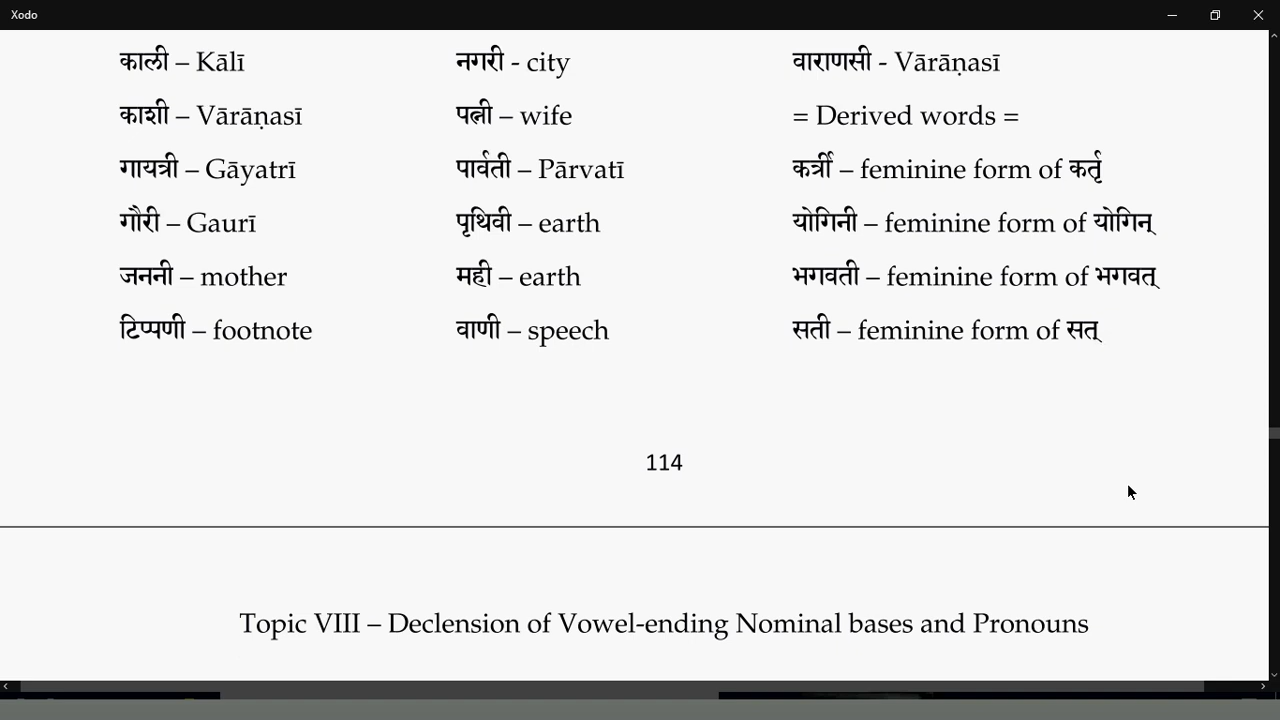 Xodo
काली – Kālī नगरी - city वाराणसी - Vārāṇasī
काशी – Vārāṇasī पत्नी – wife = Derived words =
गायत्री – Gāyatrī पार्वती – Pārvatī कर्त्री – feminine form of कर्तृ
गौरी – Gaurī पृथिवी – earth योगिनी – feminine form of योगिन्
जननी – mother मही – earth भगवती – feminine form of भगवत्
टिप्पणी – footnote वाणी – speech सती – feminine form of सत्
114
Topic VIII – Declension of Vowel-ending Nominal bases and Pronouns